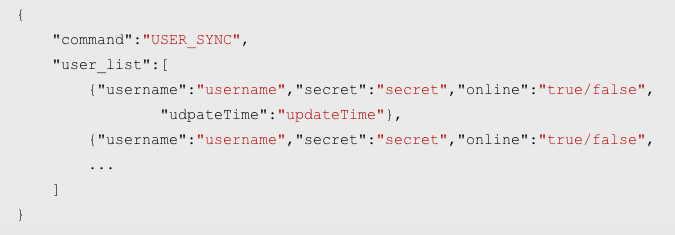 {
"command":"USER_SYNC",
"user_list":[
{"username":"username","secret":"secret","online":"true/false",
"udpateTime":"updateTime"},
{"username":"username","secret":"secret","online":"true/false",
...
]
}